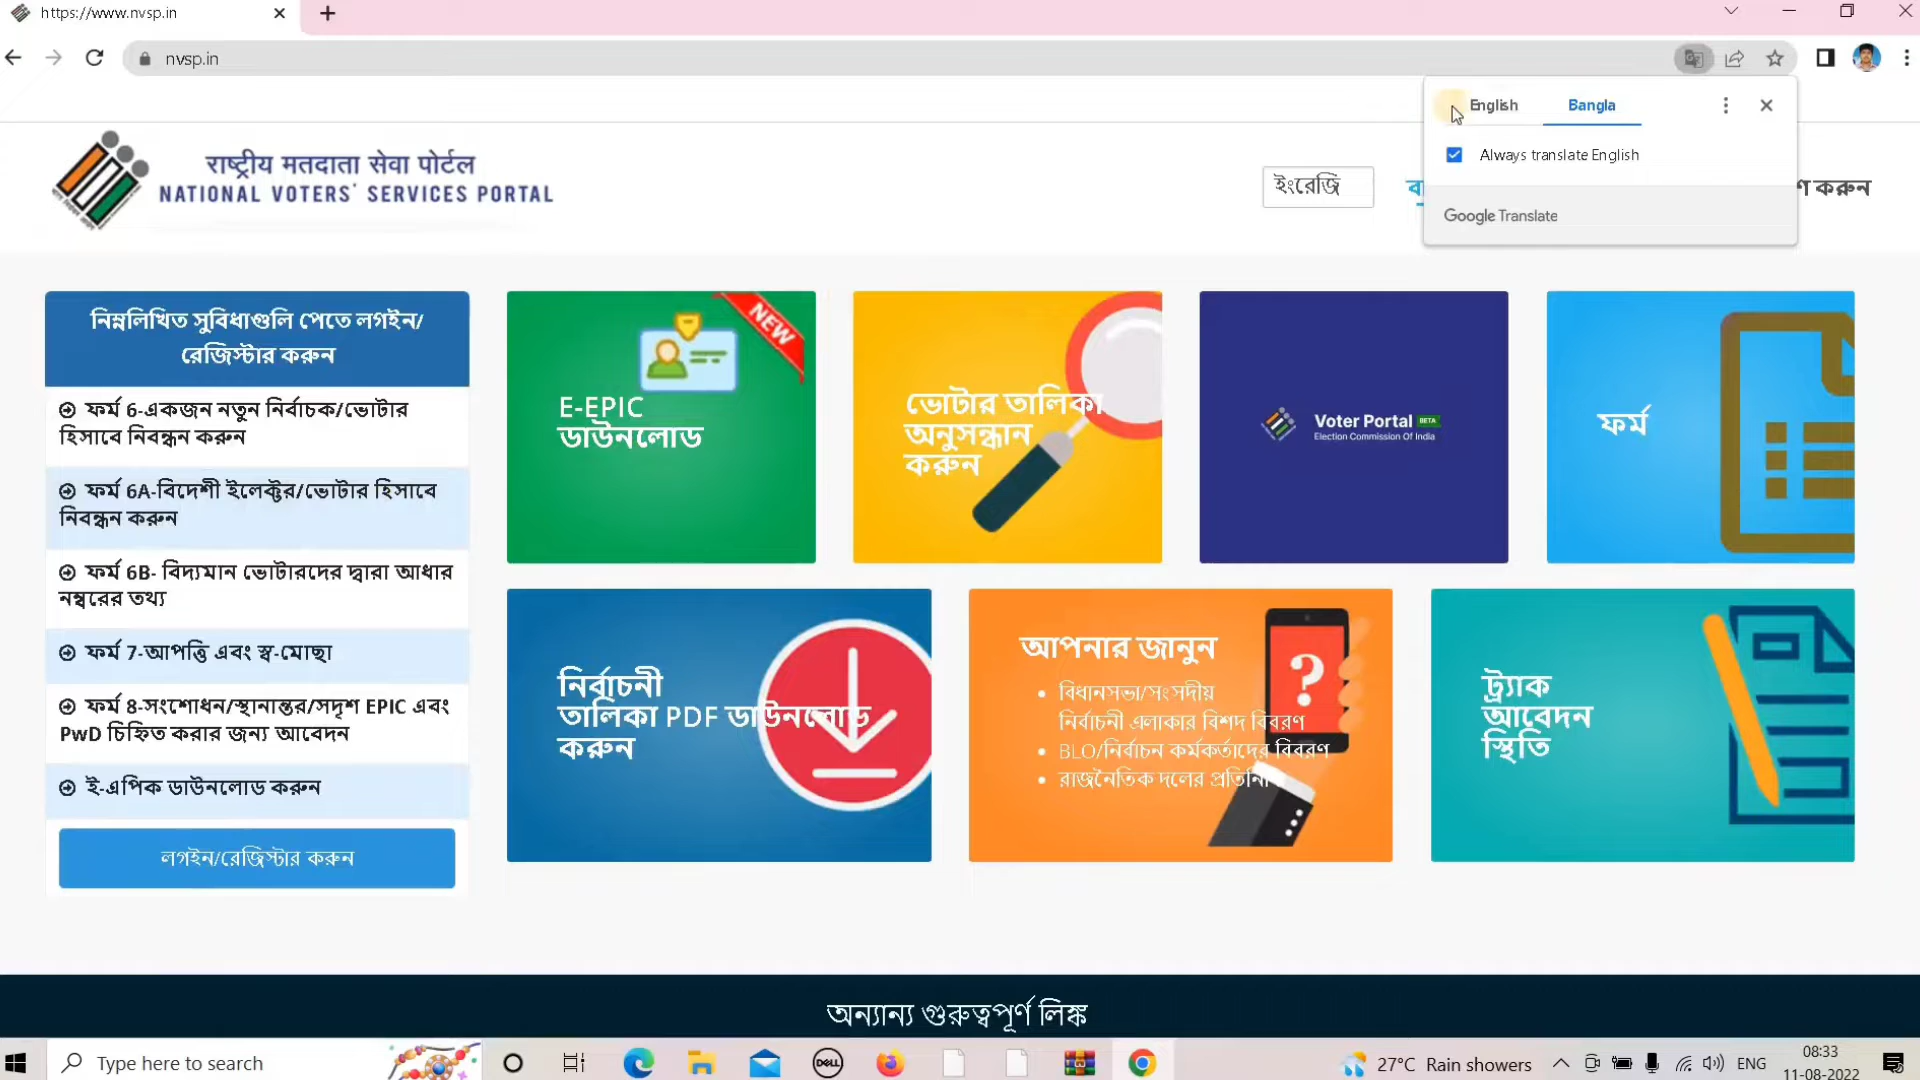 https://www.nvsp.in
nvsp.in
English
Bangla
Always translate English
Google Translate
राष्ट्रीय मतदाता सेवा पोर्टल
NATIONAL VOTERS' SERVICES PORTAL
ইংরেজি
করুন
নিম্নলিখিত সুবিধাগুলি পেতে লগইন/
রেজিস্টার করুন
ফর্ম 6-একজন নতুন নির্বাচক/ভোটার
হিসাবে নিবন্ধন করুন
ফর্ম 6A-বিদেশী ইলেক্টর/ভোটার হিসাবে
নিবন্ধন করুন
ফর্ম 6B- বিদ্যমান ভোটারদের দ্বারা আধার
নম্বরের তথ্য
ফর্ম 7-আপত্তি এবং স্ব-মোছা
ফর্ম 8-সংশোধন/স্থানান্তর/সদৃশ EPIC এবং
PwD চিহ্নিত করার জন্য আবেদন
ই-এপিক ডাউনলোড করুন
লগইন/রেজিস্টার করুন
NEW
E-EPIC
ডাউনলোড
ভোটার তালিকা
অনুসন্ধান
করুন
Voter Portal BETA
Election Commission Of India
ফর্ম
নির্বাচনী
তালিকা PDF ডাউনলোড
করুন
আপনার জানুন
বিধানসভা/সংসদীয়
নির্বাচনী এলাকার বিশদ বিবরণ
BLO/নির্বাচন কর্মকর্তাদের বিবরণ
রাজনৈতিক দলের
ট্র্যাক
আবেদন
স্থিতি
অন্যান্য গুরুত্বপূর্ণ লিঙ্ক
Type here to search
DELL
27°C Rain showers
ENG
08:33
11-08-2022